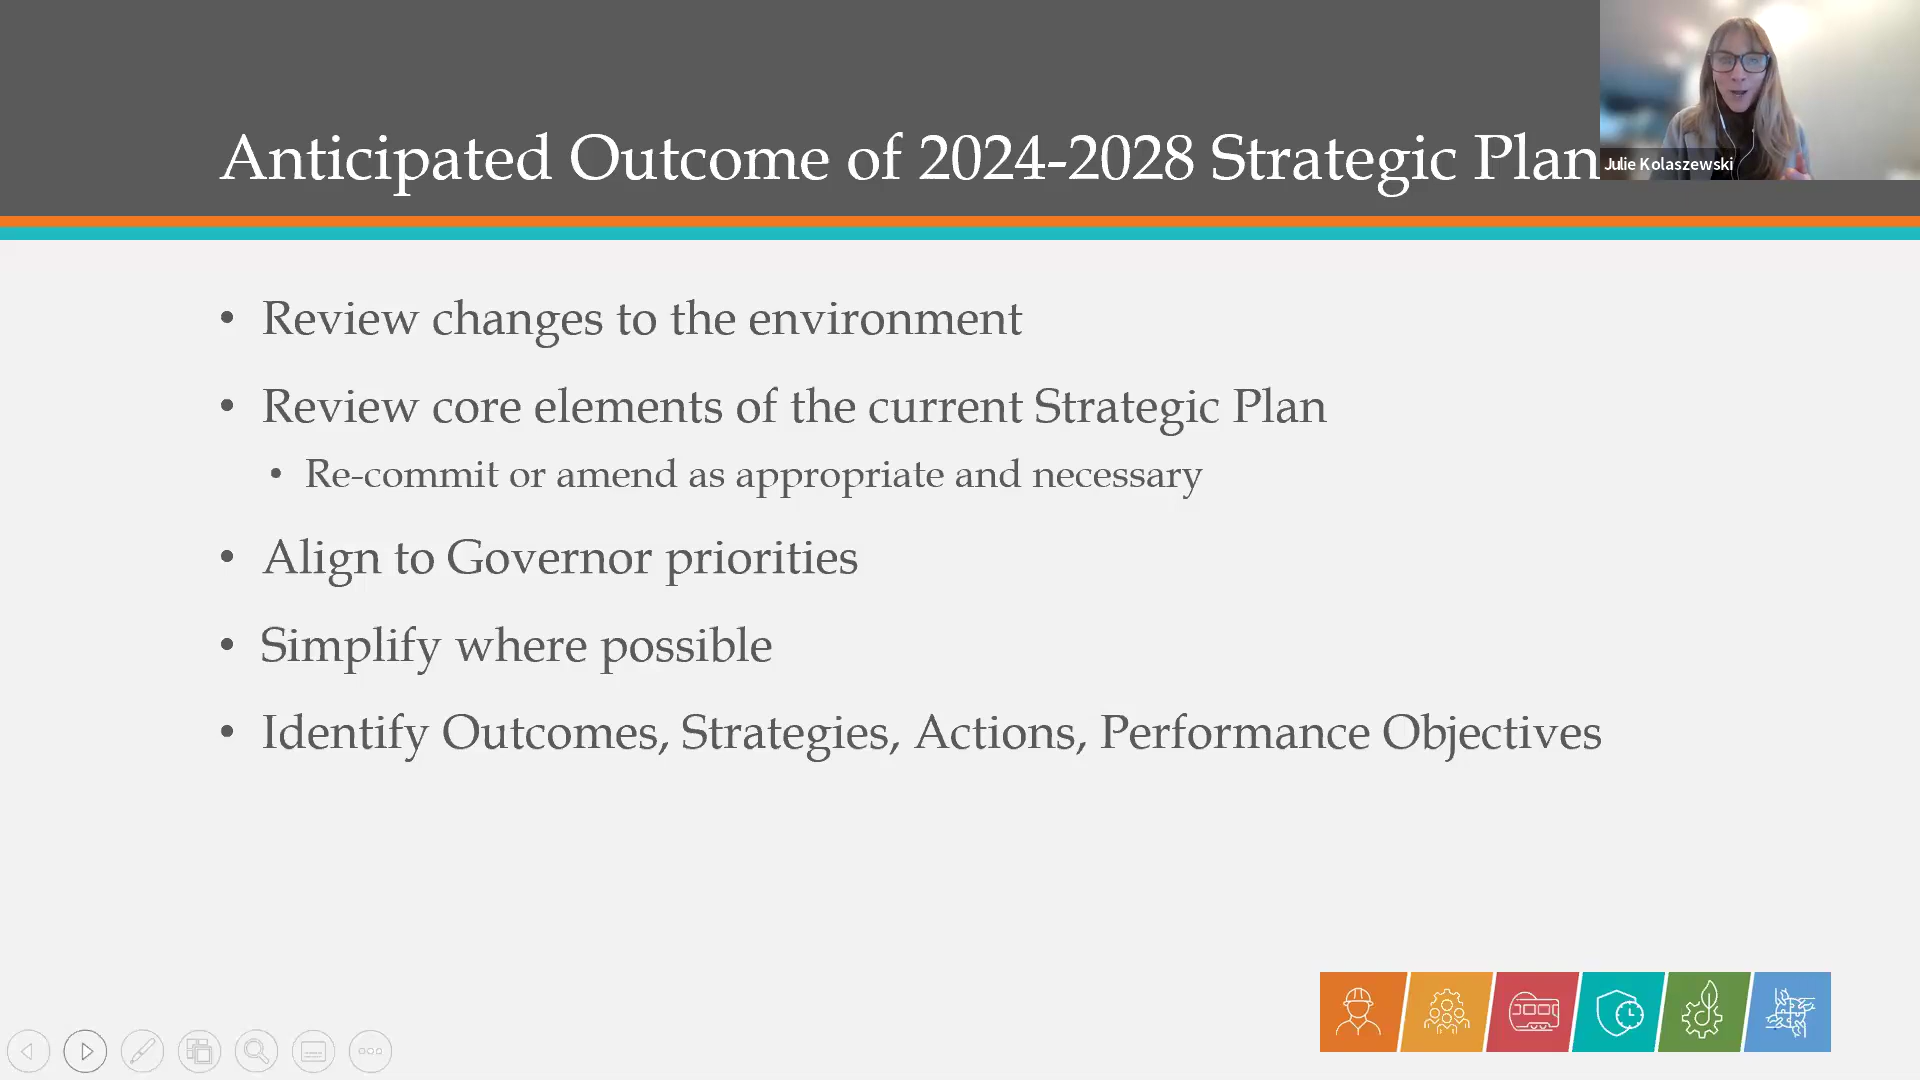 Anticipated Outcome of 2024-2028 Strategic Plan
Julie Kolaszewski
• Review changes to the environment
• Review core elements of the current Strategic Plan
• Re-commit or amend as appropriate and necessary
• Align to Governor priorities
• Simplify where possible
• Identify Outcomes, Strategies, Actions, Performance Objectives